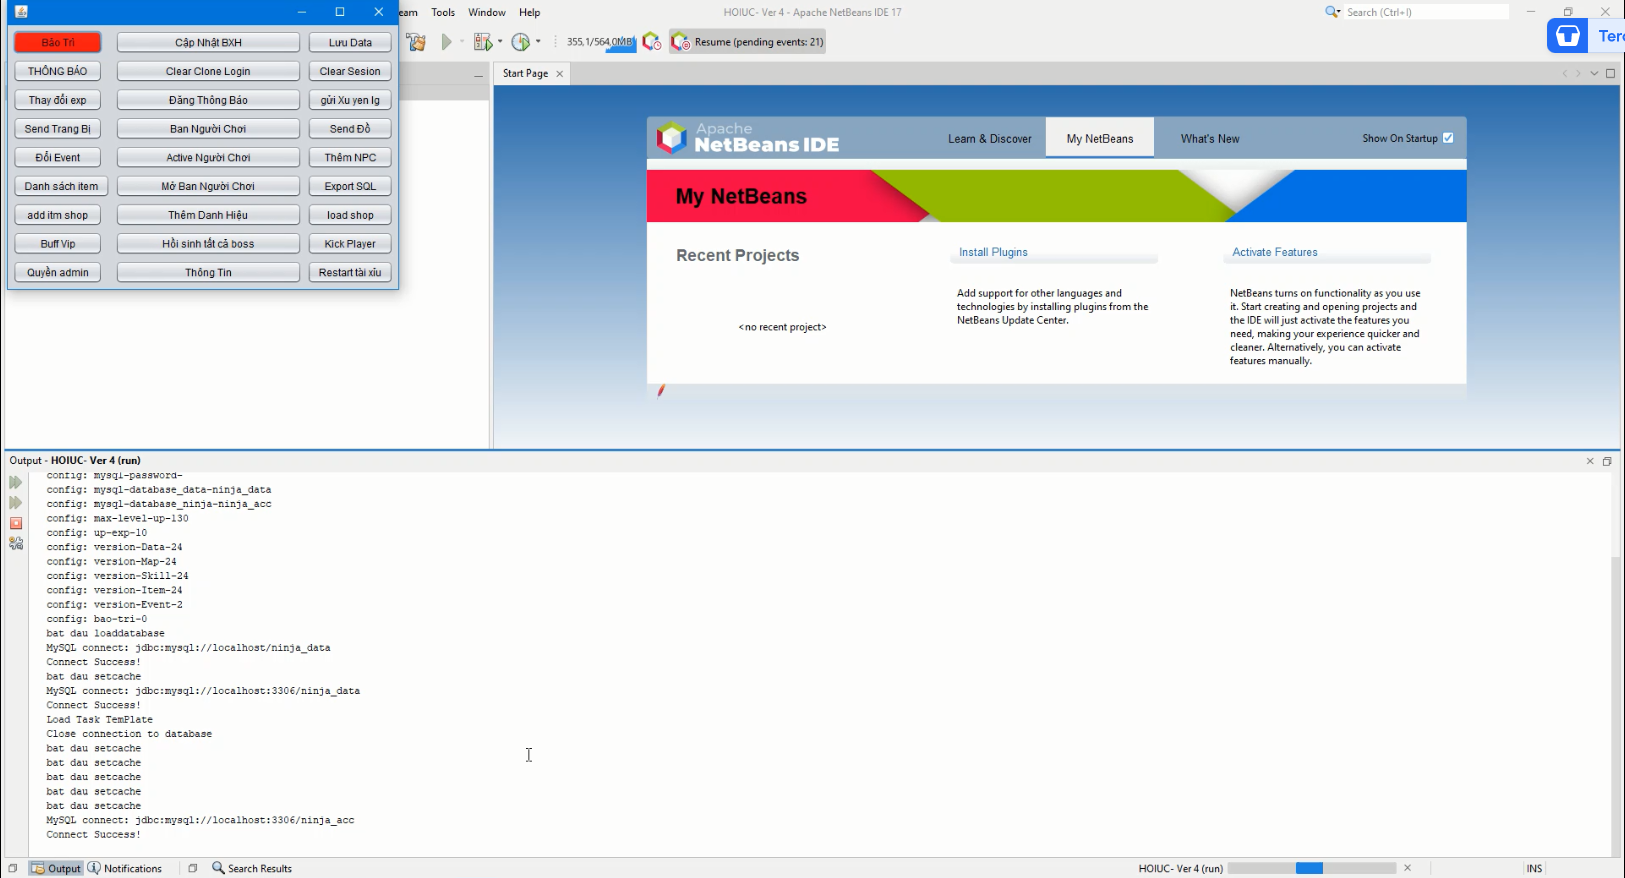 eam Tools Window Help
HOIUC- Ver 4 - Apache NetBeans IDE 17
Search (Ctrl+I)
Bảo Trì
Cập Nhật BXH
Lưu Data
THÔNG BÁO
Clear Clone Login
Clear Sesion
Thay đổi exp
Đăng Thông Báo
gửi Xu yen lg
Send Trang Bị
Ban Người Chơi
Send Đồ
Đổi Event
Active Người Chơi
Thêm NPC
Danh sách item
Mở Ban Người Chơi
Export SQL
add itm shop
Thêm Danh Hiệu
load shop
Buff Vip
Hồi sinh tất cả boss
Kick Player
Quyền admin
Thông Tin
Restart tài xỉu
355,1/564,0MB
Resume (pending events: 21)
Tera
Start Page
Apache
NetBeans IDE
Learn & Discover
My NetBeans
What's New
Show On Startup
My NetBeans
Recent Projects
<no recent project>
Install Plugins
Add support for other languages and
technologies by installing plugins from the
NetBeans Update Center.
Activate Features
NetBeans turns on functionality as you use
it. Start creating and opening projects and
the IDE will just activate the features you
need, making your experience quicker and
cleaner. Alternatively, you can activate
features manually.
Output - HOIUC- Ver 4 (run)
config: mysql-password-
config: mysql-database_data-ninja_data
config: mysql-database_ninja-ninja_acc
config: max-level-up-130
config: up-exp-10
config: version-Data-24
config: version-Map-24
config: version-Skill-24
config: version-Item-24
config: version-Event-2
config: bao-tri-0
bat dau loaddatabase
MySQL connect: jdbc:mysql://localhost/ninja_data
Connect Success!
bat dau setcache
MySQL connect: jdbc:mysql://localhost:3306/ninja_data
Connect Success!
Load Task TemPlate
Close connection to database
bat dau setcache
bat dau setcache
bat dau setcache
bat dau setcache
bat dau setcache
MySQL connect: jdbc:mysql://localhost:3306/ninja_acc
Connect Success!
Output
Notifications
Search Results
HOIUC- Ver 4 (run)
INS